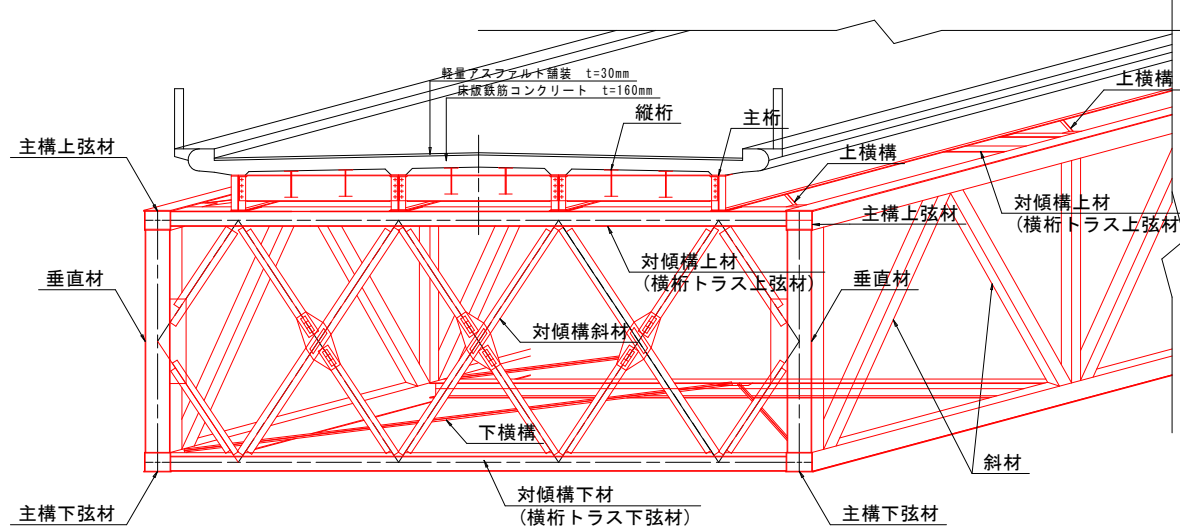 軽量アスファルト舗装 t=30mm
床版鉄筋コンクリート t=160mm
縦桁
主桁
上横構
主構上弦材
上横構
対傾構上材
(横桁トラス上弦材)
主構上弦材
垂直材
対傾構上材
(横桁トラス上弦材)
垂直材
対傾構斜材
下横構
斜材
主構下弦材
対傾構下材
(横桁トラス下弦材)
主構下弦材